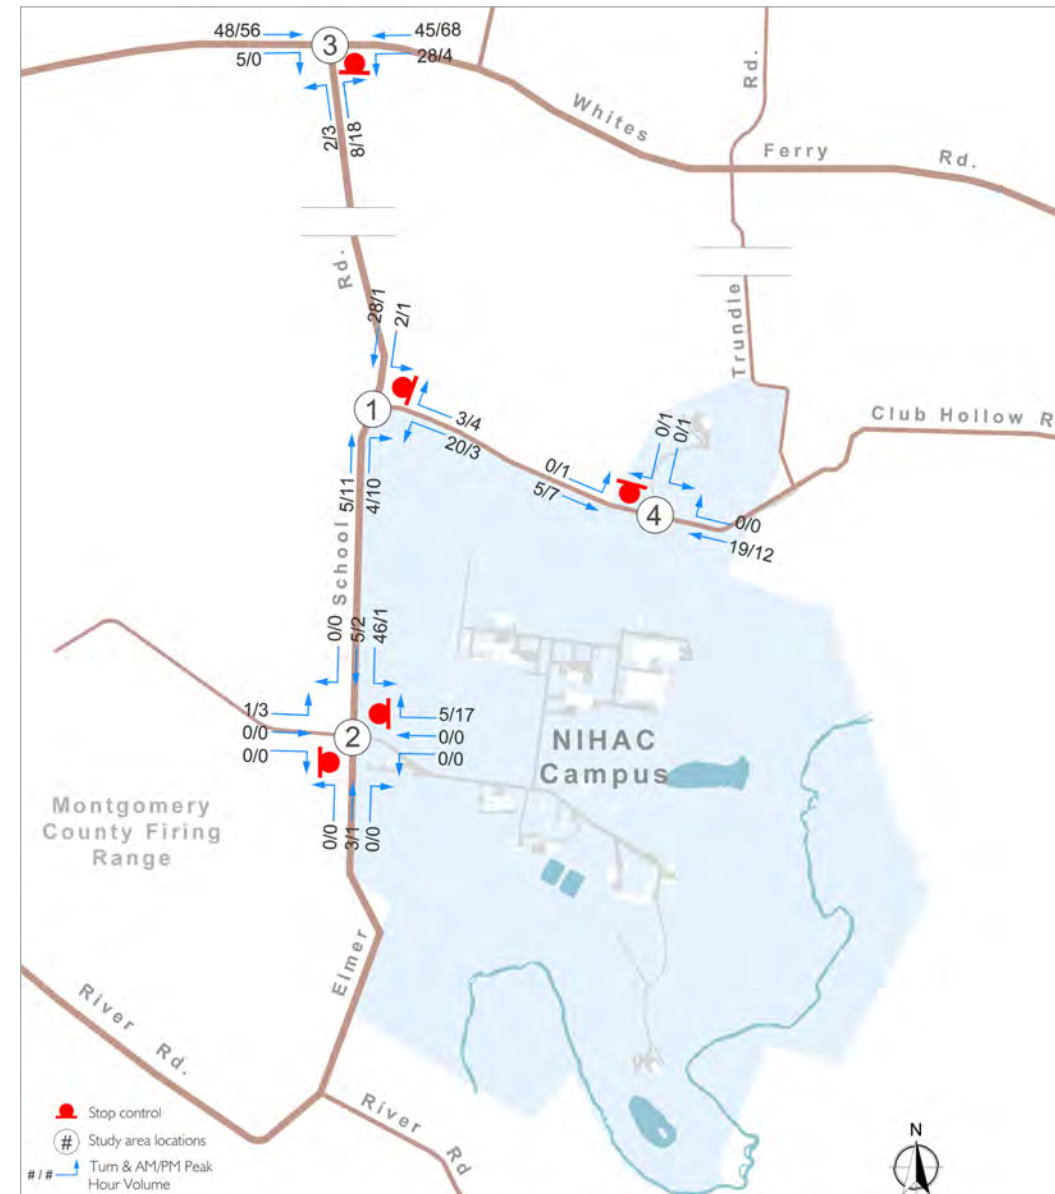 48/56
45/68
3
5/0
28/4
2/3
8/18
Whites Ferry Rd.
Rd.
Rd.
28/1
2/1
Trundle
1
3/4
20/3
Club Hollow R
0/1
0/1
0/1
5/7
4
0/0
19/12
5/11
4/10
School
0/0
5/2
46/1
1/3
0/0
0/0
2
5/17
0/0
0/0
NIHAC
Campus
Montgomery
County Firing
Range
0/0
3/1
0/0
Elmer
River Rd.
River Rd
Stop control
# Study area locations
# / # Turn & AM/PM Peak
Hour Volume
N